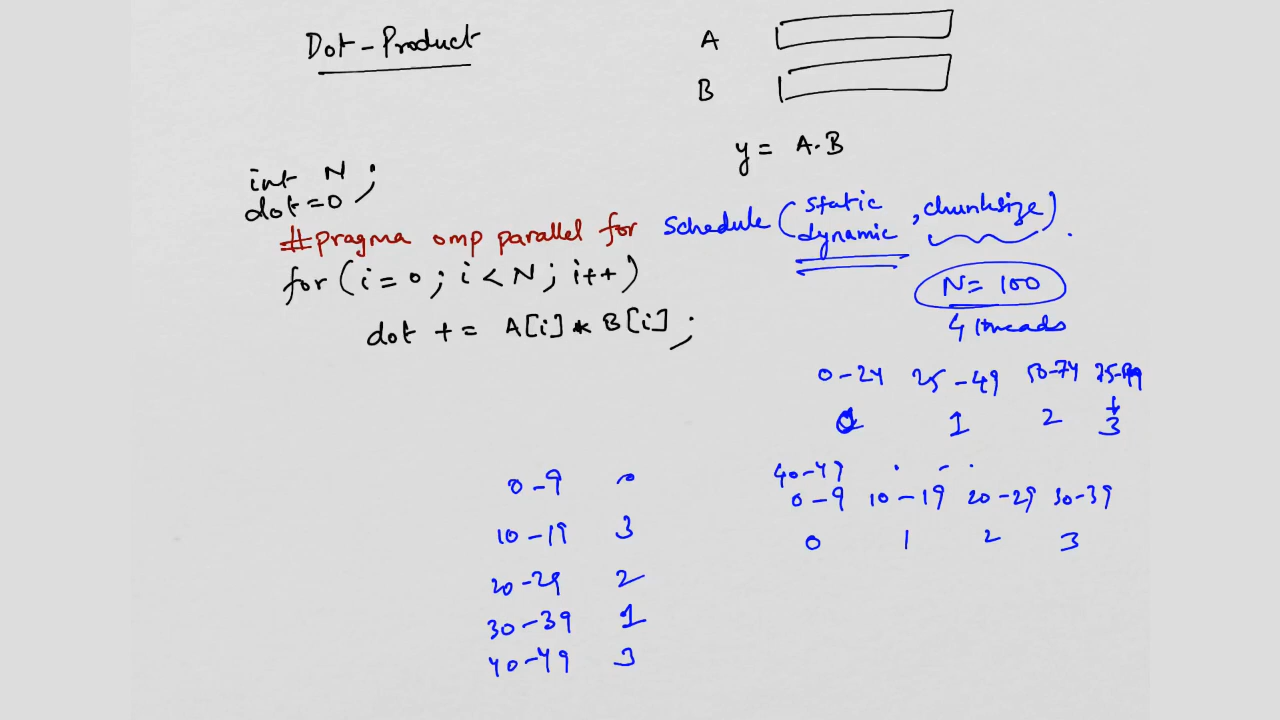 Dot-Product
A
B
y = A.B
int N ;
dot=0
#pragma omp parallel for schedule (static dynamic , chunksize) .
for (i=0 ; i<N ; i++)
dot += A[i] * B[i] ;
N= 100
4 threads
0-24 25-49 50-74 75-99
0 1 2 3
40-49 . - .
0-9 10-19 20-29 30-39
0 1 2 3
0-9 0
10-19 3
20-29 2
30-39 1
40-49 3